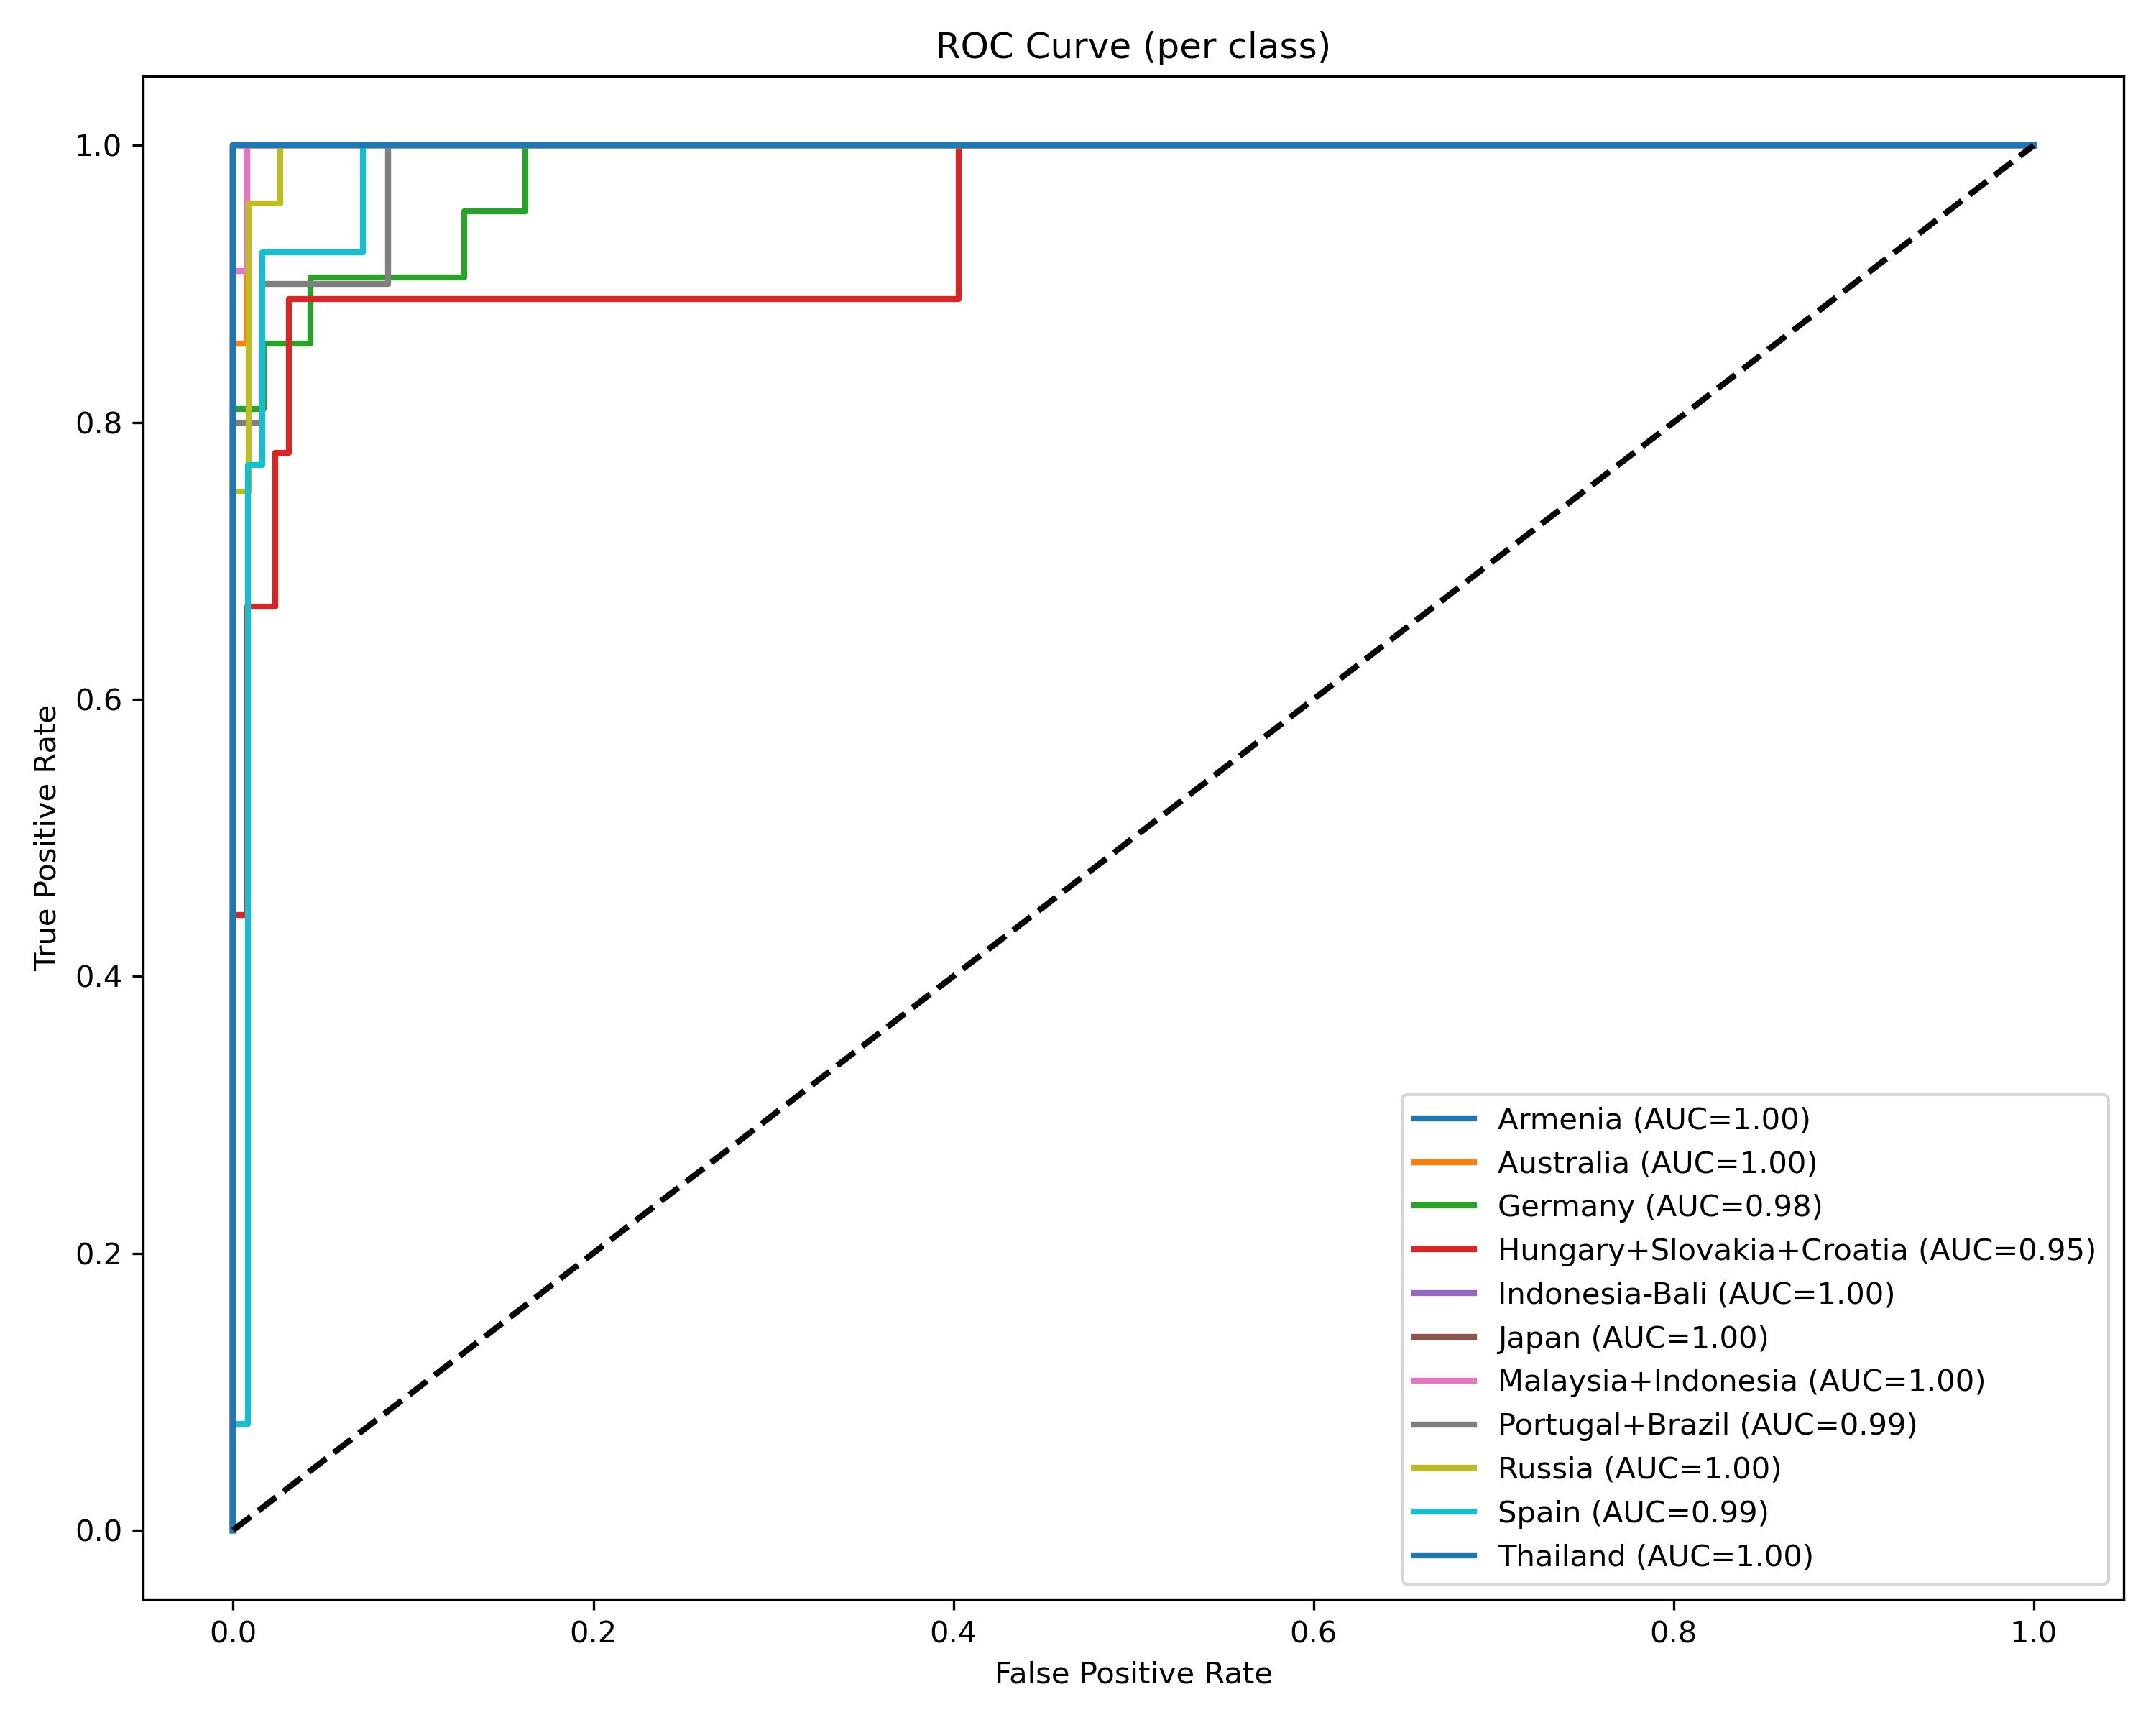 ROC Curve (per class)
1.0
0.8
0.6
0.4
0.2
0.0
True Positive Rate
0.0 0.2 0.4 0.6 0.8 1.0
False Positive Rate
Armenia (AUC=1.00)
Australia (AUC=1.00)
Germany (AUC=0.98)
Hungary+Slovakia+Croatia (AUC=0.95)
Indonesia-Bali (AUC=1.00)
Japan (AUC=1.00)
Malaysia+Indonesia (AUC=1.00)
Portugal+Brazil (AUC=0.99)
Russia (AUC=1.00)
Spain (AUC=0.99)
Thailand (AUC=1.00)